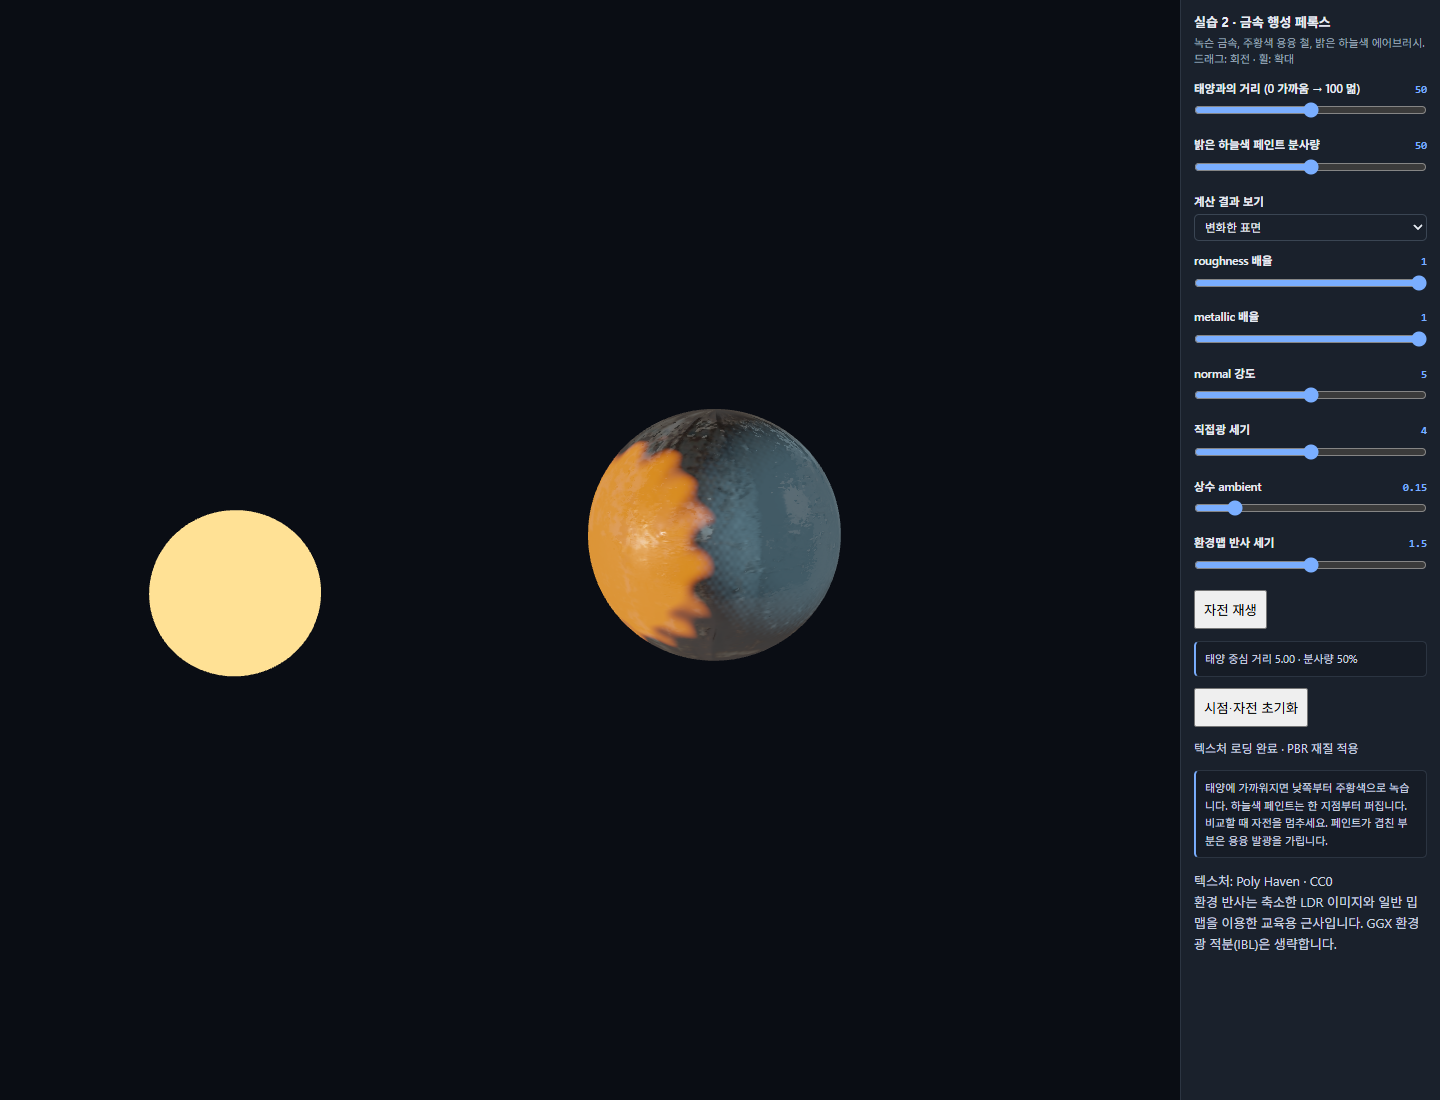 실습 2 - 금속 행성 페룩스
녹슨 금속, 주황색 용융 철, 밝은 하늘색 에어브러시.
드래그: 회전 · 휠: 확대
태양과의 거리 (0 가까움 → 100 멂) 50
밝은 하늘색 페인트 분사량 50
계산 결과 보기
변화한 표면
roughness 배율 1
metallic 배율 1
normal 강도 5
직접광 세기 4
상수 ambient 0.15
환경맵 반사 세기 1.5
자전 재생
태양 중심 거리 5.00 · 분사량 50%
시점·자전 초기화
텍스처 로딩 완료 · PBR 재질 적용
태양에 가까워지면 낮쪽부터 주황색으로 녹습
니다. 하늘색 페인트는 한 지점부터 퍼집니다.
비교할 때 자전을 멈추세요. 페인트가 겹친 부
분은 용융 발광을 가립니다.
텍스처: Poly Haven · CC0
환경 반사는 축소한 LDR 이미지와 일반 밉
맵을 이용한 교육용 근사입니다. GGX 환경
광 적분(IBL)은 생략합니다.